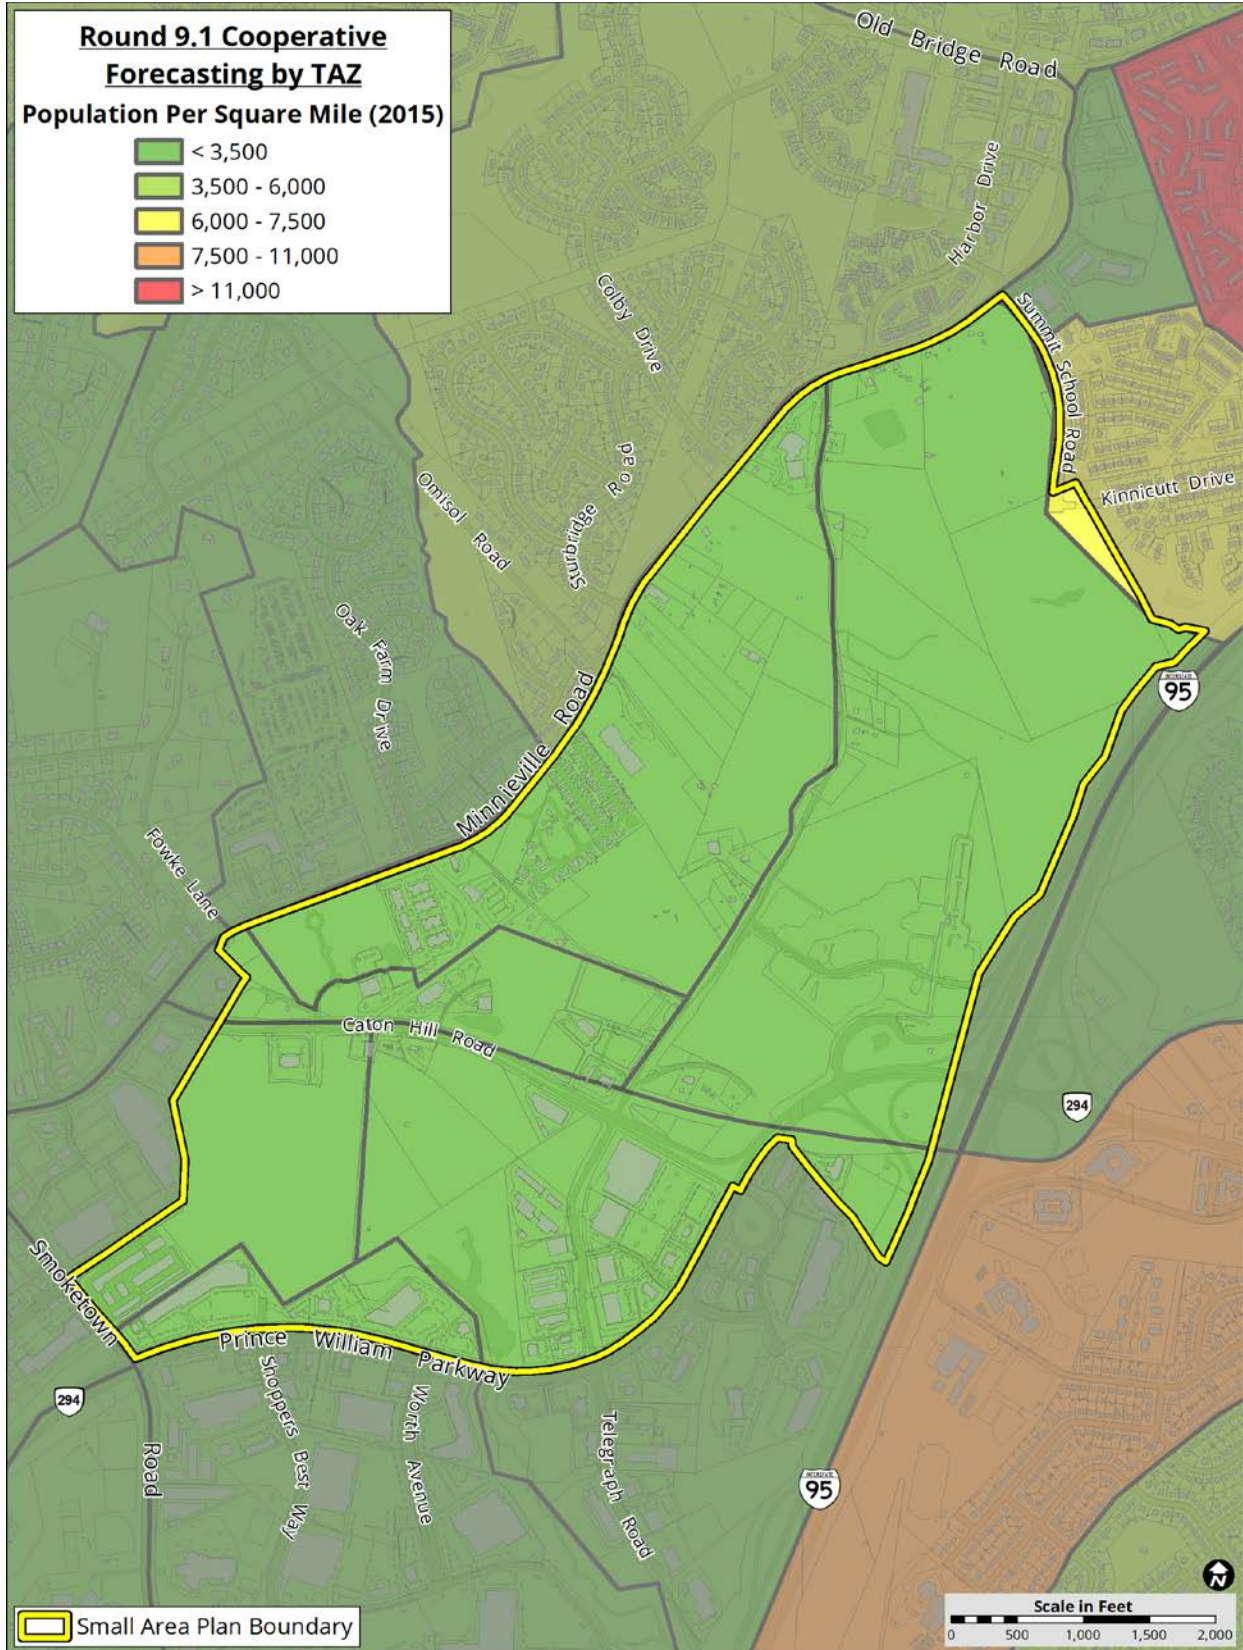 Round 9.1 Cooperative
Forecasting by TAZ
Population Per Square Mile (2015)
< 3,500
3,500 - 6,000
6,000 - 7,500
7,500 - 11,000
> 11,000
Old Bridge Road
Harbor Drive
Colby Drive
Summit School Road
Kinnicutt Drive
Sturbridge Road
Omisol Road
Oak Farm Drive
INTERSTATE
95
Minnieville Road
Fowke Lane
Caton Hill Road
294
Smoketown
Road
Prince William Parkway
294
Shoppers Best Way
Worth Avenue
Telegraph Road
INTERSTATE
95
N
Small Area Plan Boundary
Scale in Feet
0 500 1,000 1,500 2,000